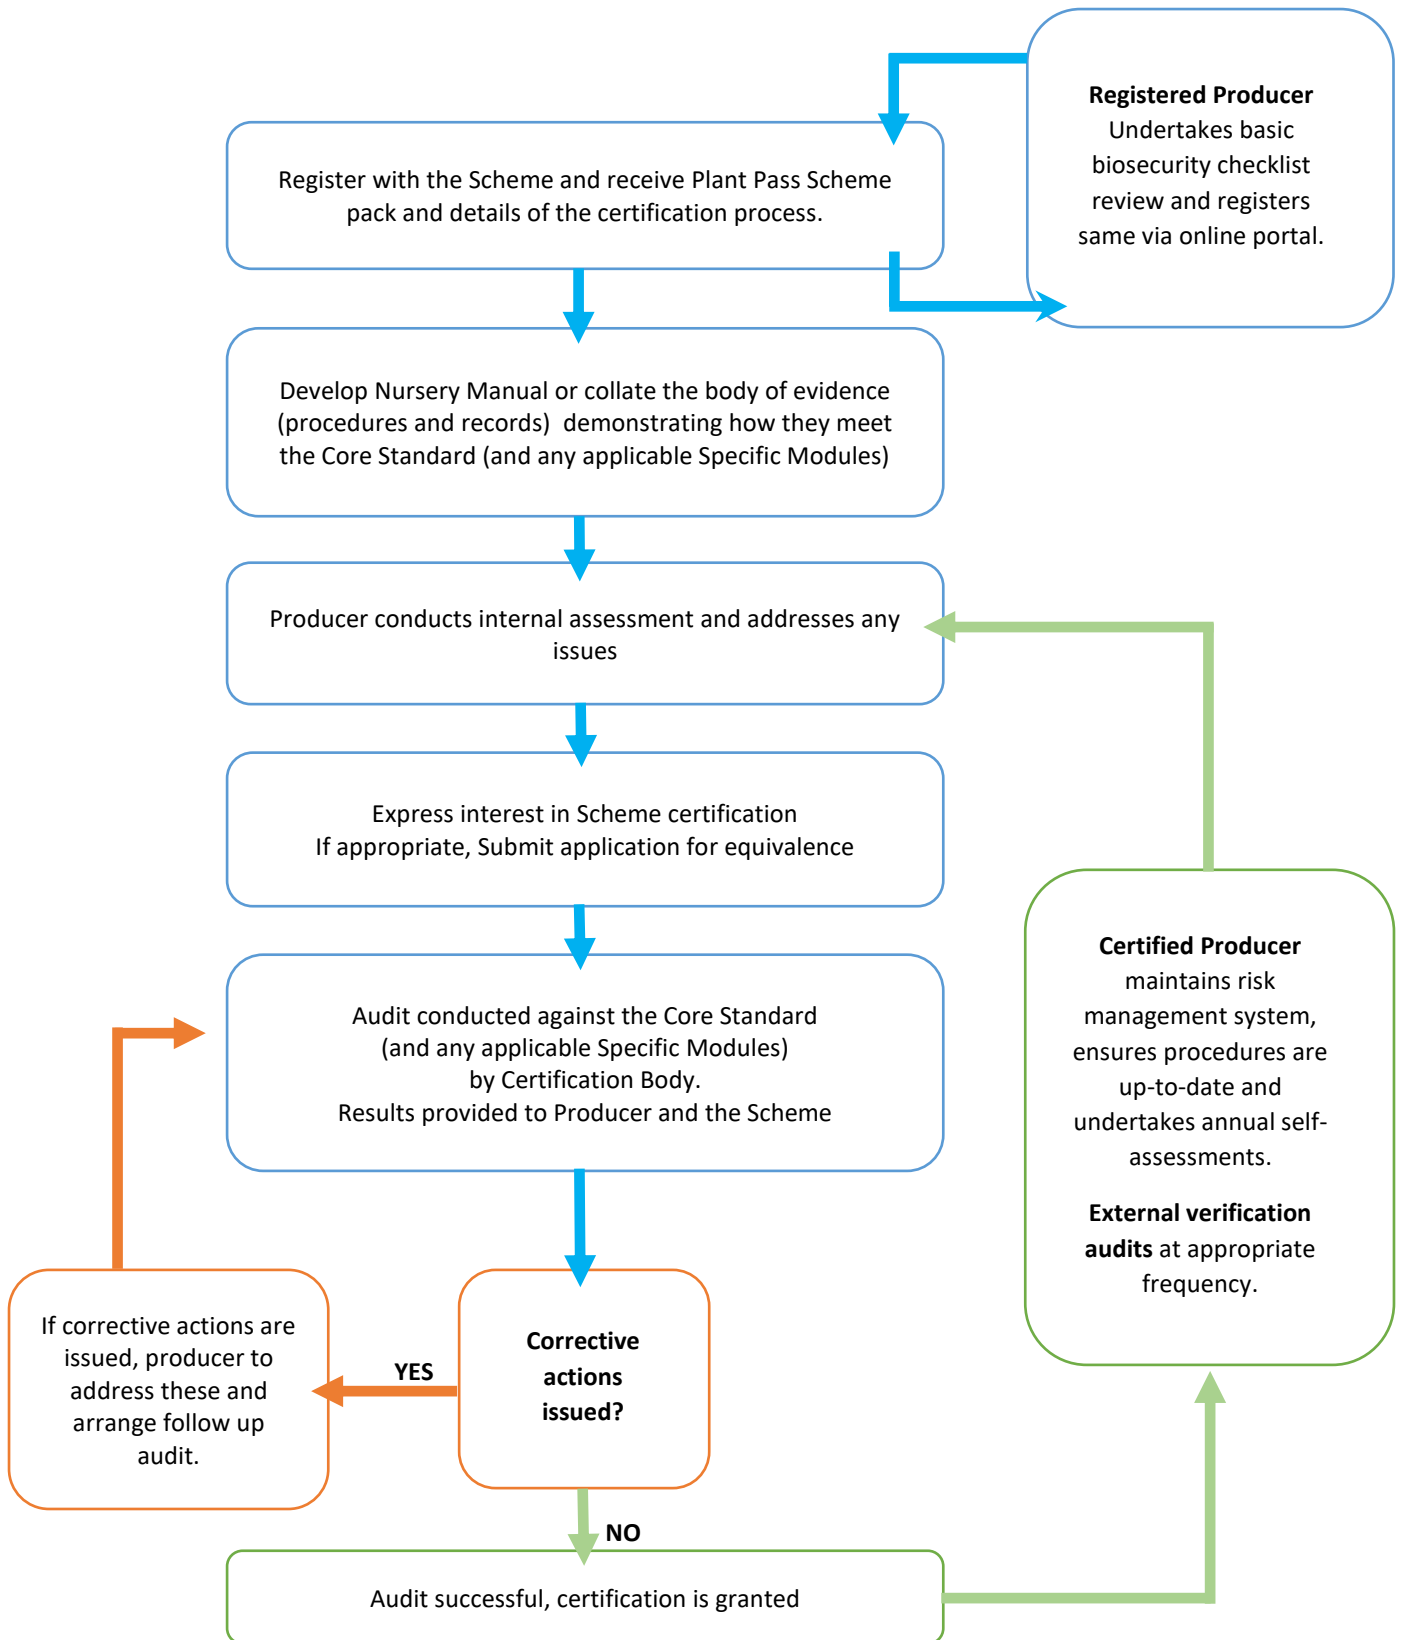 Registered Producer
Undertakes basic
biosecurity checklist
review and registers
same via online portal.
Register with the Scheme and receive Plant Pass Scheme
pack and details of the certification process.
Develop Nursery Manual or collate the body of evidence
(procedures and records)  demonstrating how they meet
the Core Standard (and any applicable Specific Modules)
Producer conducts internal assessment and addresses any
issues
Express interest in Scheme certification
If appropriate, Submit application for equivalence
Audit conducted against the Core Standard
(and any applicable Specific Modules)
by Certification Body.
Results provided to Producer and the Scheme
Certified Producer
maintains risk
management system,
ensures procedures are
up-to-date and
undertakes annual self-
assessments.
External verification
audits at appropriate
frequency.
If corrective actions are
issued, producer to
address these and
arrange follow up
audit.
YES
Corrective
actions
issued?
NO
Audit successful, certification is granted